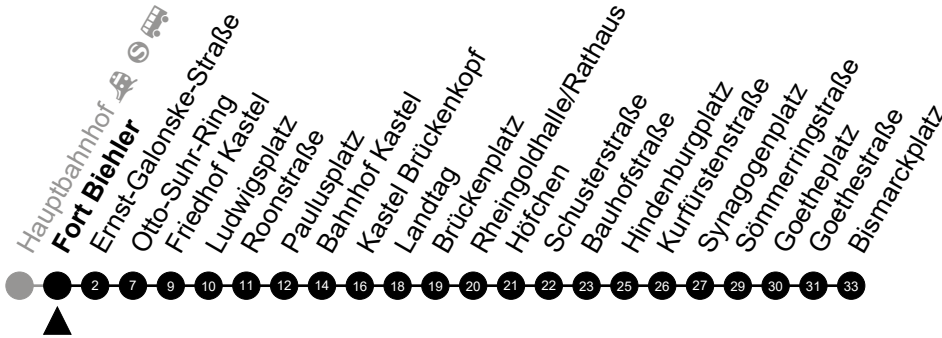 Hauptbahnhof S
Fort Biehler
Ernst-Galonske-Straße
Otto-Suhr-Ring
Friedhof Kastel
Ludwigsplatz
Roonstraße
Paulusplatz
Bahnhof Kastel
Kastel Brückenkopf
Landtag
Brückenplatz
Rheingoldhalle/Rathaus
Höfchen
Schusterstraße
Bauhofstraße
Hindenburgplatz
Kurfürstenstraße
Synagogenplatz
Sömmerringstraße
Goetheplatz
Goethestraße
Bismarckplatz
2 7 9 10 11 12 14 16 18 19 20 21 22 23 25 26 27 29 30 31 33